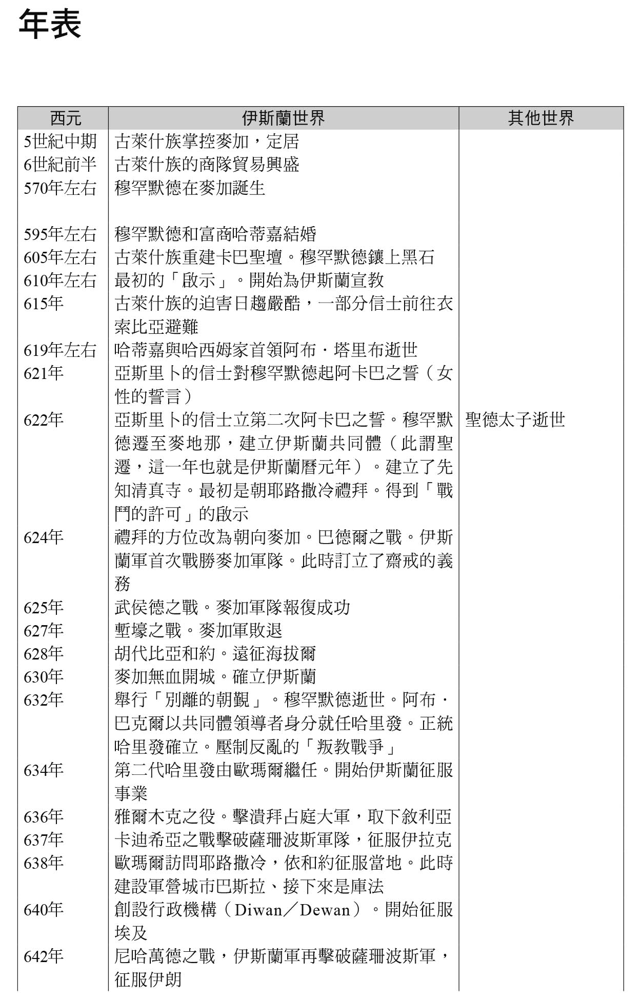 年表
西元 伊斯蘭世界 其他世界
5世紀中期 古萊什族掌控麥加，定居
6世紀前半 古萊什族的商隊貿易興盛
570年左右 穆罕默德在麥加誕生
595年左右 穆罕默德和富商哈蒂嘉結婚
605年左右 古萊什族重建卡巴聖壇。穆罕默德鑲上黑石
610年左右 最初的「啟示」。開始為伊斯蘭宣教
615年 古萊什族的迫害日趨嚴酷，一部分信士前往衣
索比亞避難
619年左右 哈蒂嘉與哈西姆家首領阿布．塔里布逝世
621年 亞斯里卜的信士對穆罕默德起阿卡巴之誓（女
性的誓言）
622年 亞斯里卜的信士立第二次阿卡巴之誓。穆罕默 聖德太子逝世
德遷至麥地那，建立伊斯蘭共同體（此謂聖
遷，這一年也就是伊斯蘭曆元年）。建立了先
知清真寺。最初是朝耶路撒冷禮拜。得到「戰
鬥的許可」的啟示
624年 禮拜的方位改為朝向麥加。巴德爾之戰。伊斯
蘭軍首次戰勝麥加軍隊。此時訂立了齋戒的義
務
625年 武侯德之戰。麥加軍隊報復成功
627年 塹壕之戰。麥加軍敗退
628年 胡代比亞和約。遠征海拔爾
630年 麥加無血開城。確立伊斯蘭
632年 舉行「別離的朝覲」。穆罕默德逝世。阿布．
巴克爾以共同體領導者身分就任哈里發。正統
哈里發確立。壓制反亂的「叛教戰爭」
634年 第二代哈里發由歐瑪爾繼任。開始伊斯蘭征服
事業
636年 雅爾木克之役。擊潰拜占庭大軍，取下敘利亞
637年 卡迪希亞之戰擊破薩珊波斯軍隊，征服伊拉克
638年 歐瑪爾訪問耶路撒冷，依和約征服當地。此時
建設軍營城市巴斯拉、接下來是庫法
640年 創設行政機構（Diwan／Dewan）。開始征服
埃及
642年 尼哈萬德之戰，伊斯蘭軍再擊破薩珊波斯軍，
征服伊朗